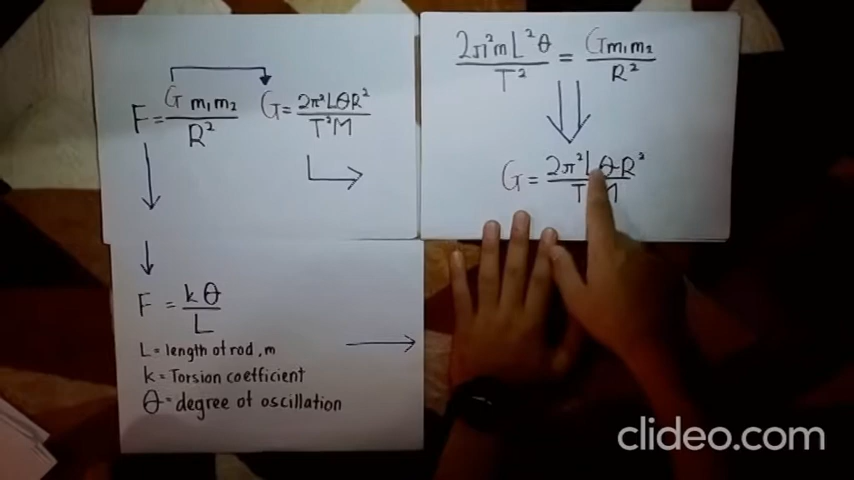 F = G m₁m₂ / R²
G = 2π²LθR² / T²M
F = kθ / L
L = length of rod, m
k = Torsion coefficient
θ = degree of oscillation
2π²mL²θ / T² = Gm₁m₂ / R²
G = 2π²LθR² / T M
clideo.com